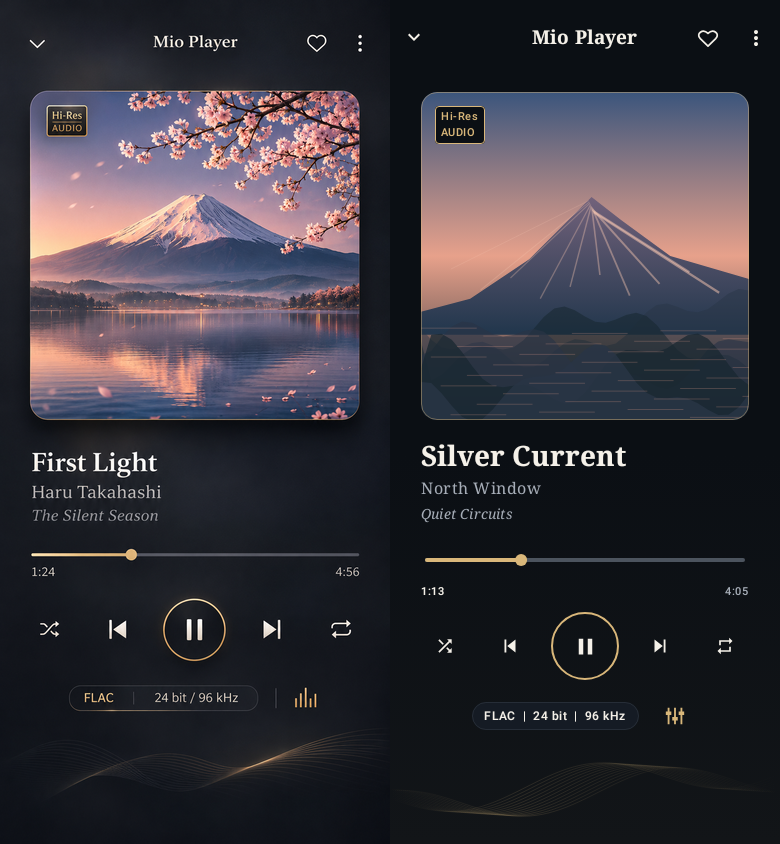 Mio Player
Hi-Res
AUDIO
First Light
Haru Takahashi
The Silent Season
1:24 4:56
FLAC 24 bit / 96 kHz
Mio Player
Hi-Res
AUDIO
Silver Current
North Window
Quiet Circuits
1:13 4:05
FLAC | 24 bit | 96 kHz